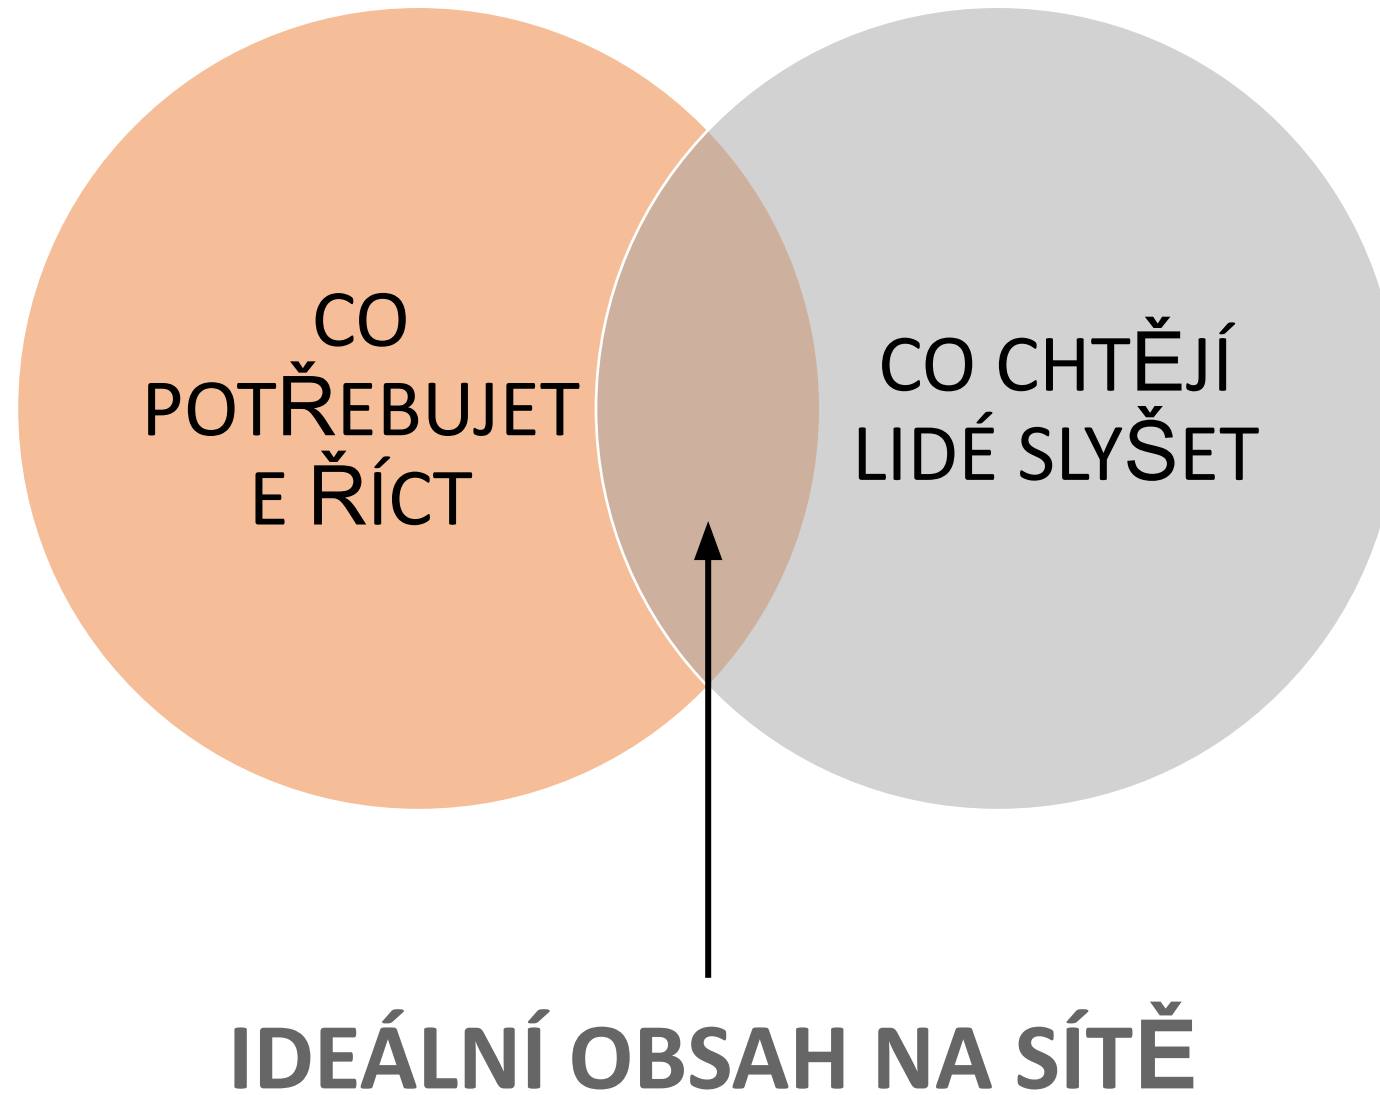 CO
POTŘEBUJET
E ŘÍCT
CO CHTĚJÍ
LIDÉ SLYŠET
IDEÁLNÍ OBSAH NA SÍTĚ